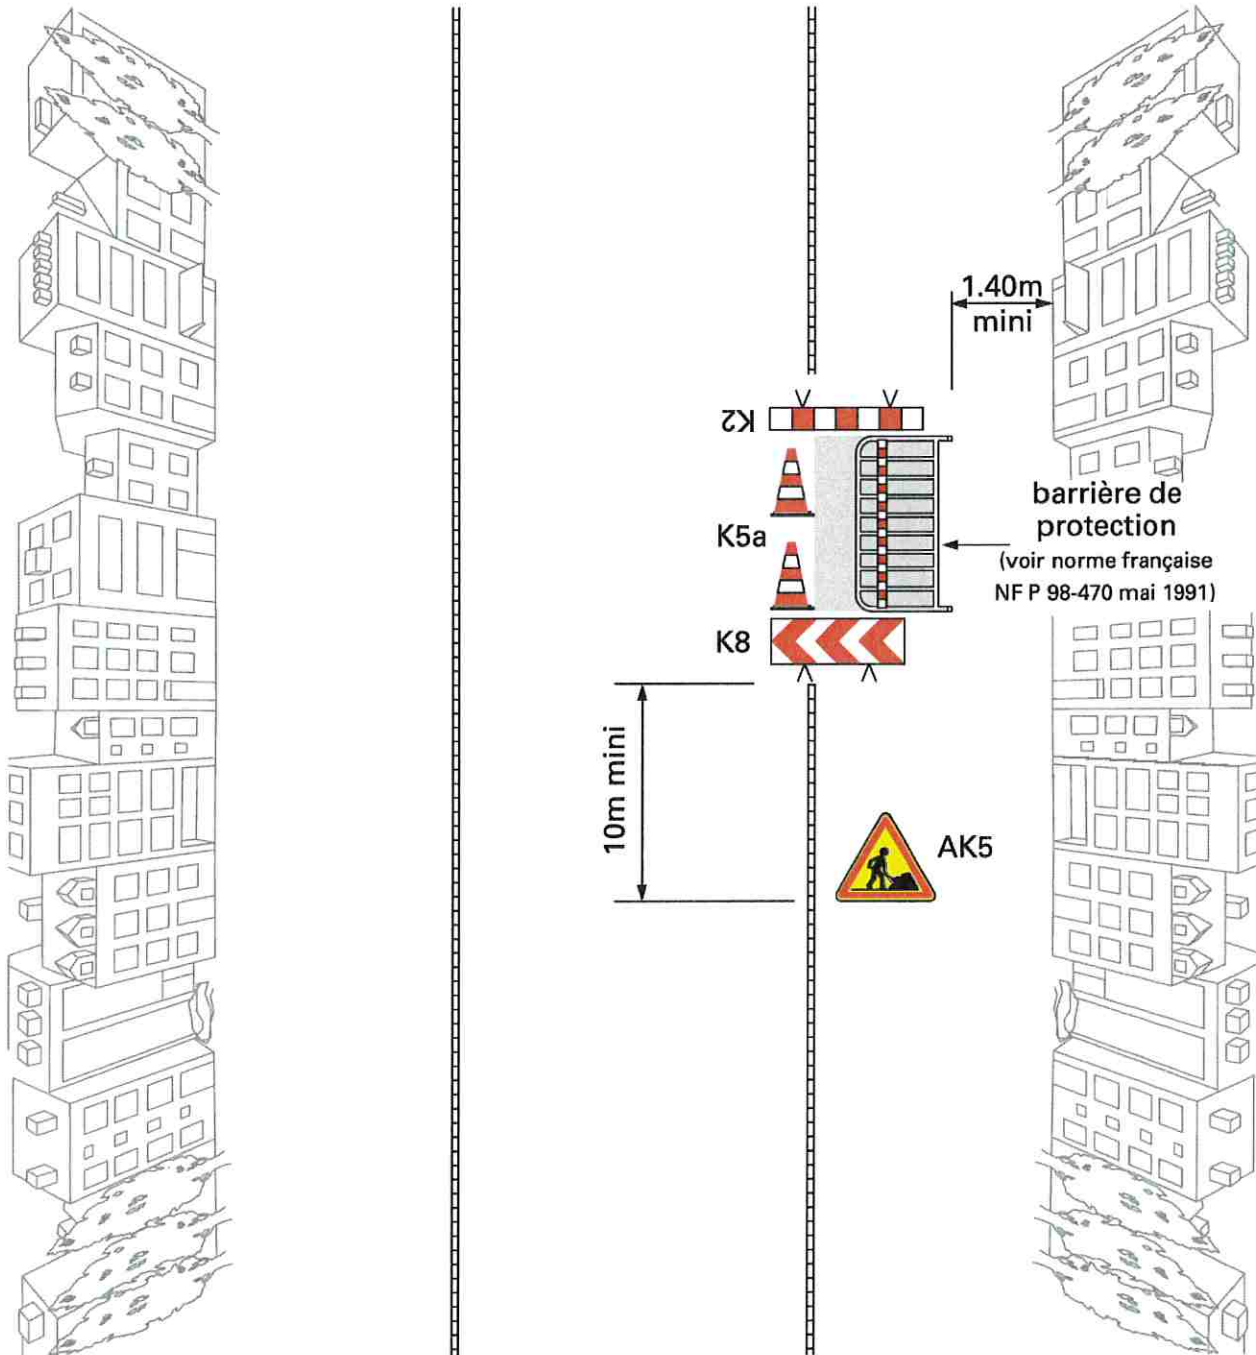 1.40m
mini
K2
barrière de
protection
(voir norme française
NF P 98-470 mai 1991)
K5a
K8
10m mini
AK5